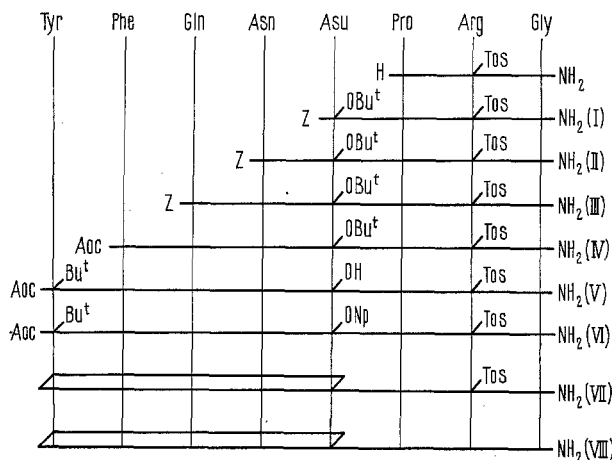 Tyr Phe Gln Asn Asu Pro Arg Gly
H Tos NH₂
Z OBuᵗ Tos NH₂(I)
Z OBuᵗ Tos NH₂(II)
Z OBuᵗ Tos NH₂(III)
Aoc OBuᵗ Tos NH₂(IV)
Aoc Buᵗ OH Tos NH₂(V)
Aoc Buᵗ ONp Tos NH₂(VI)
Tos NH₂(VII)
NH₂(VIII)